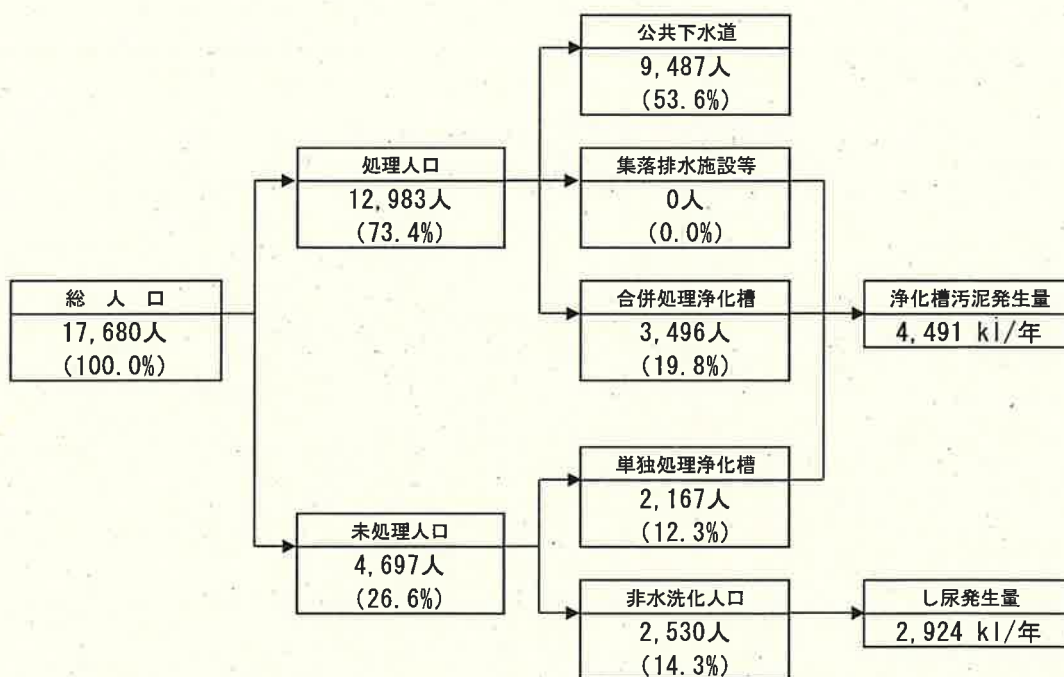 公共下水道
9,487人
(53.6%)
処理人口
12,983人
(73.4%)
集落排水施設等
0人
(0.0%)
総 人 口
17,680人
(100.0%)
合併処理浄化槽
3,496人
(19.8%)
浄化槽汚泥発生量
4,491 kl/年
単独処理浄化槽
2,167人
(12.3%)
未処理人口
4,697人
(26.6%)
非水洗化人口
2,530人
(14.3%)
し尿発生量
2,924 kl/年